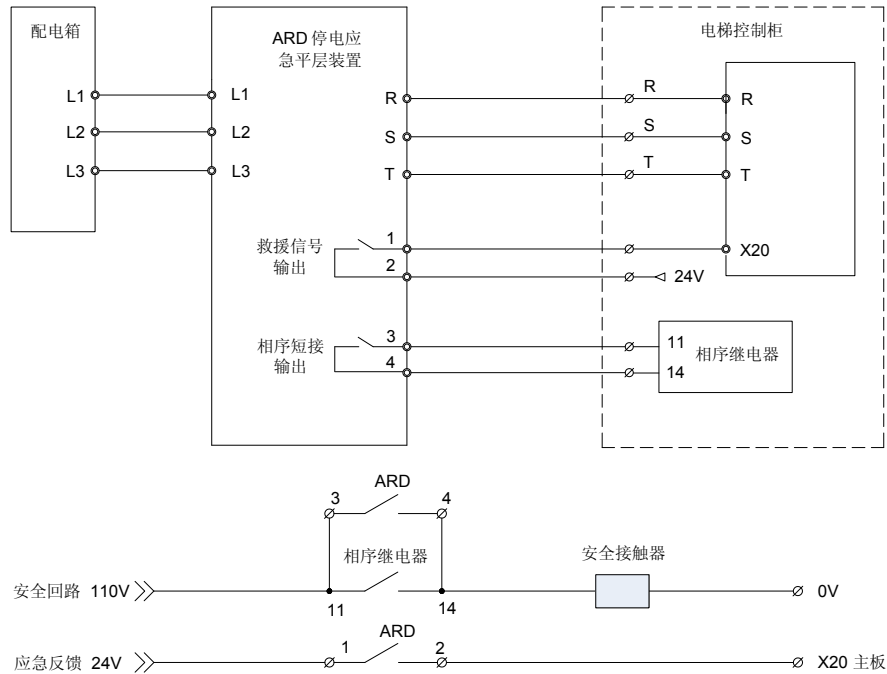 配电箱
ARD 停电应
急平层装置
电梯控制柜
L1
L1
R
R
R
L2
L2
S
S
S
L3
L3
T
T
T
救援信号
输出
1
2
X20
24V
相序短接
输出
3
4
11
14
相序继电器
ARD
3
4
相序继电器
安全接触器
安全回路 110V
11
14
0V
ARD
应急反馈 24V
1
2
X20 主板